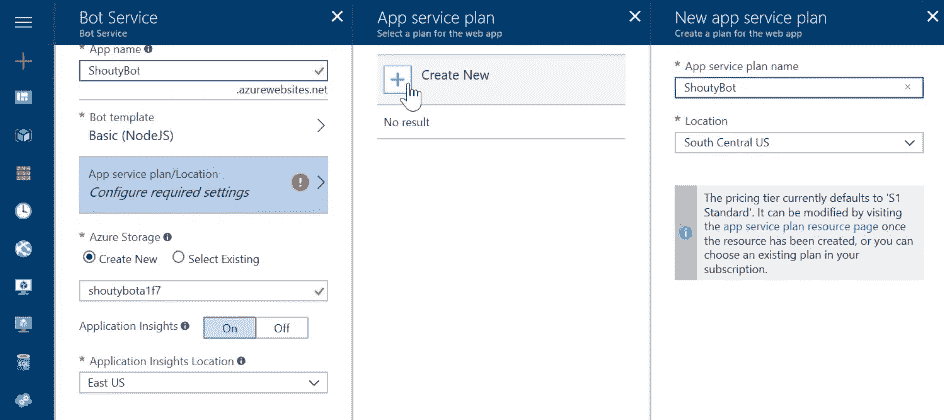 Bot Service
Bot Service
* App name
ShoutyBot
.azurewebsites.net
* Bot template
Basic (NodeJS)
App service plan/Location
Configure required settings
* Azure Storage
Create New
Select Existing
shoutybota1f7
Application Insights
On
Off
* Application Insights Location
East US
App service plan
Select a plan for the web app
Create New
No result
New app service plan
Create a plan for the web app
* App service plan name
ShoutyBot
* Location
South Central US
The pricing tier currently defaults to 'S1
Standard'. It can be modified by visiting
the app service plan resource page once
the resource has been created, or you can
choose an existing plan in your
subscription.